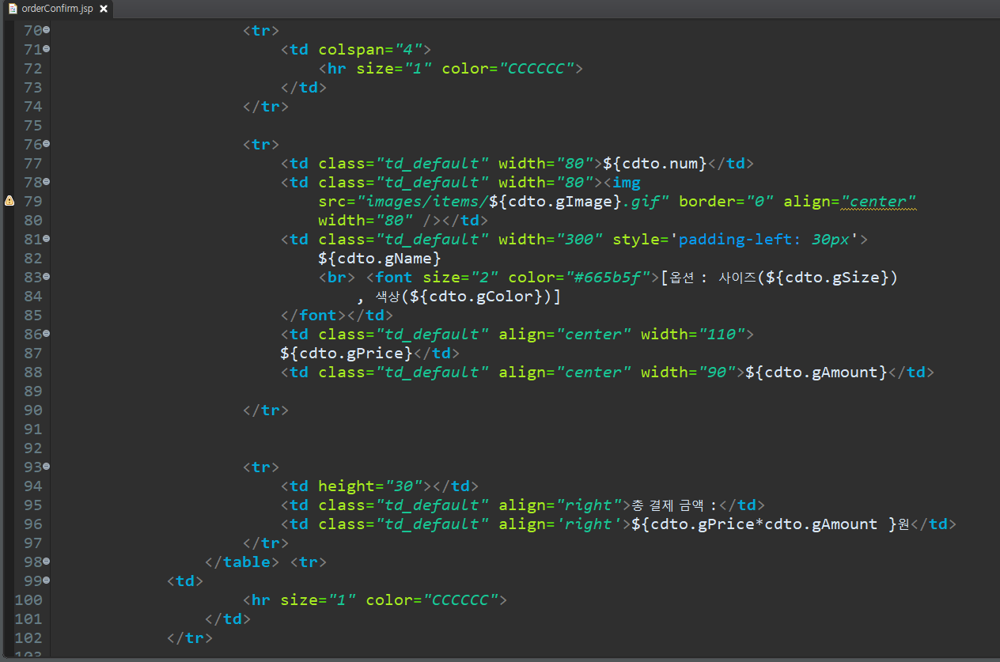 orderConfirm.jsp
70 <tr>
71 <td colspan="4">
72 <hr size="1" color="CCCCCC">
73 </td>
74 </tr>
75
76 <tr>
77 <td class="td_default" width="80">${cdto.num}</td>
78 <td class="td_default" width="80"><img
79 src="images/items/${cdto.gImage}.gif" border="0" align="center"
80 width="80" /></td>
81 <td class="td_default" width="300" style='padding-left: 30px'>
82 ${cdto.gName}
83 <br> <font size="2" color="#665b5f">[옵션 : 사이즈(${cdto.gSize})
84 , 색상(${cdto.gColor})]
85 </font></td>
86 <td class="td_default" align="center" width="110">
87 ${cdto.gPrice}</td>
88 <td class="td_default" align="center" width="90">${cdto.gAmount}</td>
89
90 </tr>
91
92
93 <tr>
94 <td height="30"></td>
95 <td class="td_default" align="right">총 결제 금액 :</td>
96 <td class="td_default" align='right'>${cdto.gPrice*cdto.gAmount }원</td>
97 </tr>
98 </table> <tr>
99 <td>
100 <hr size="1" color="CCCCCC">
101 </td>
102 </tr>
103